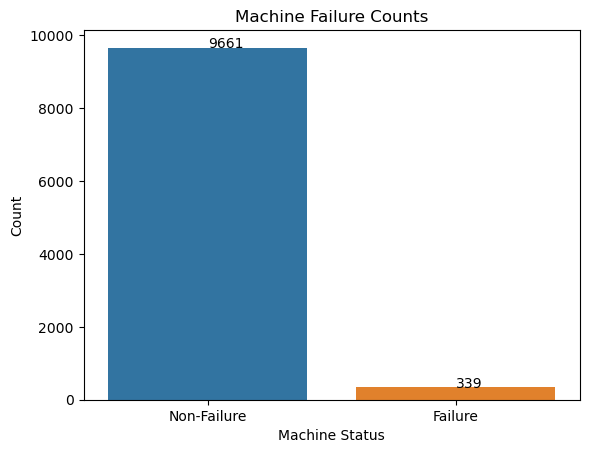 Machine Failure Counts
10000
8000
6000
4000
2000
0
Count
9661
339
Non-Failure
Failure
Machine Status